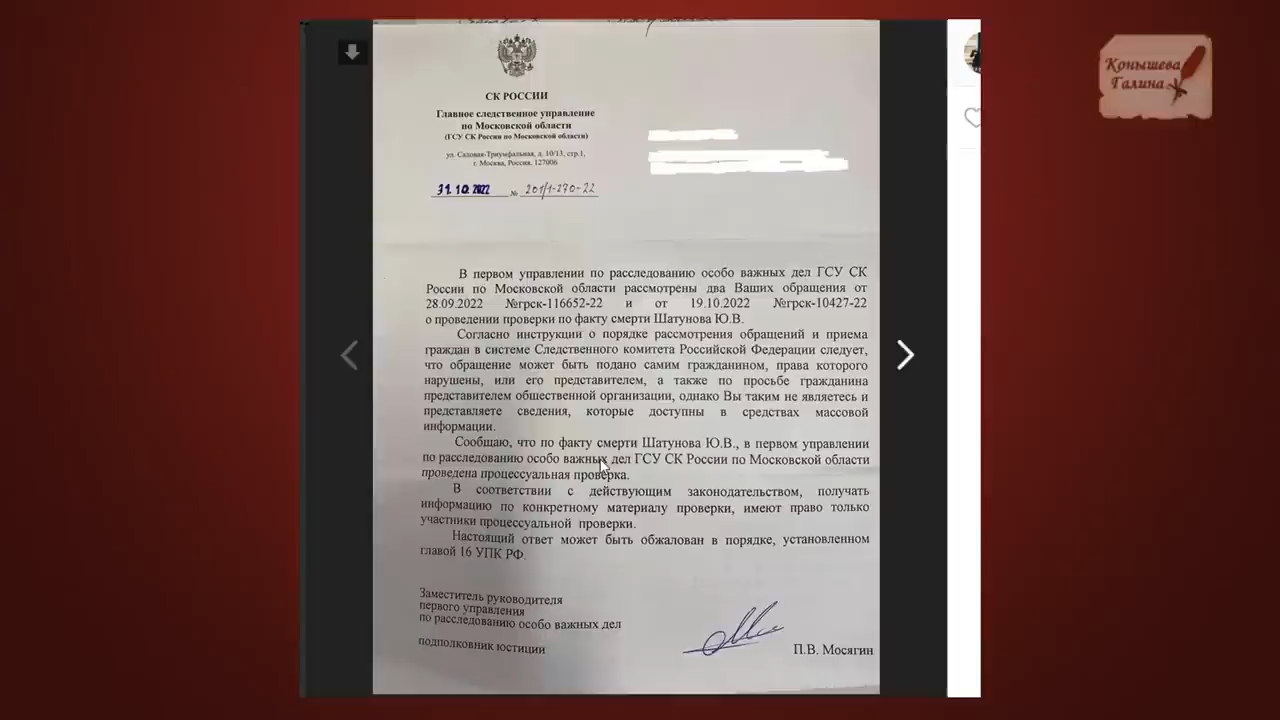 Конышева
Галина
СК РОССИИ
Главное следственное управление
по Московской области
(ГСУ СК России по Московской области)
ул. Садовая-Триумфальная, д. 10/13, стр.1,
г. Москва, Россия, 127006
31.10.2022 № 201/1-270-22
В первом управлении по расследованию особо важных дел ГСУ СК
России по Московской области рассмотрены два Ваших обращения от
28.09.2022 №грск-116652-22 и от 19.10.2022 №грск-10427-22
о проведении проверки по факту смерти Шатунова Ю.В.
Согласно инструкции о порядке рассмотрения обращений и приема
граждан в системе Следственного комитета Российской Федерации следует,
что обращение может быть подано самим гражданином, права которого
нарушены, или его представителем, а также по просьбе гражданина
представителем общественной организации, однако Вы таким не являетесь и
представляете сведения, которые доступны в средствах массовой
информации.
Сообщаю, что по факту смерти Шатунова Ю.В., в первом управлении
по расследованию особо важных дел ГСУ СК России по Московской области
проведена процессуальная проверка.
В соответствии с действующим законодательством, получать
информацию по конкретному материалу проверки, имеют право только
участники процессуальной проверки.
Настоящий ответ может быть обжалован в порядке, установленном
главой 16 УПК РФ.
Заместитель руководителя
первого управления
по расследованию особо важных дел
подполковник юстиции
П.В. Мосягин